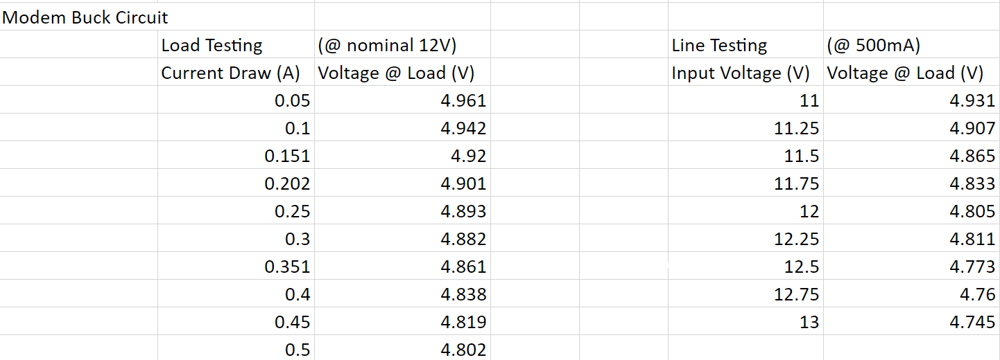 Modem Buck Circuit
Load Testing (@ nominal 12V) Line Testing (@ 500mA)
Current Draw (A) Voltage @ Load (V) Input Voltage (V) Voltage @ Load (V)
0.05 4.961 11 4.931
0.1 4.942 11.25 4.907
0.151 4.92 11.5 4.865
0.202 4.901 11.75 4.833
0.25 4.893 12 4.805
0.3 4.882 12.25 4.811
0.351 4.861 12.5 4.773
0.4 4.838 12.75 4.76
0.45 4.819 13 4.745
0.5 4.802